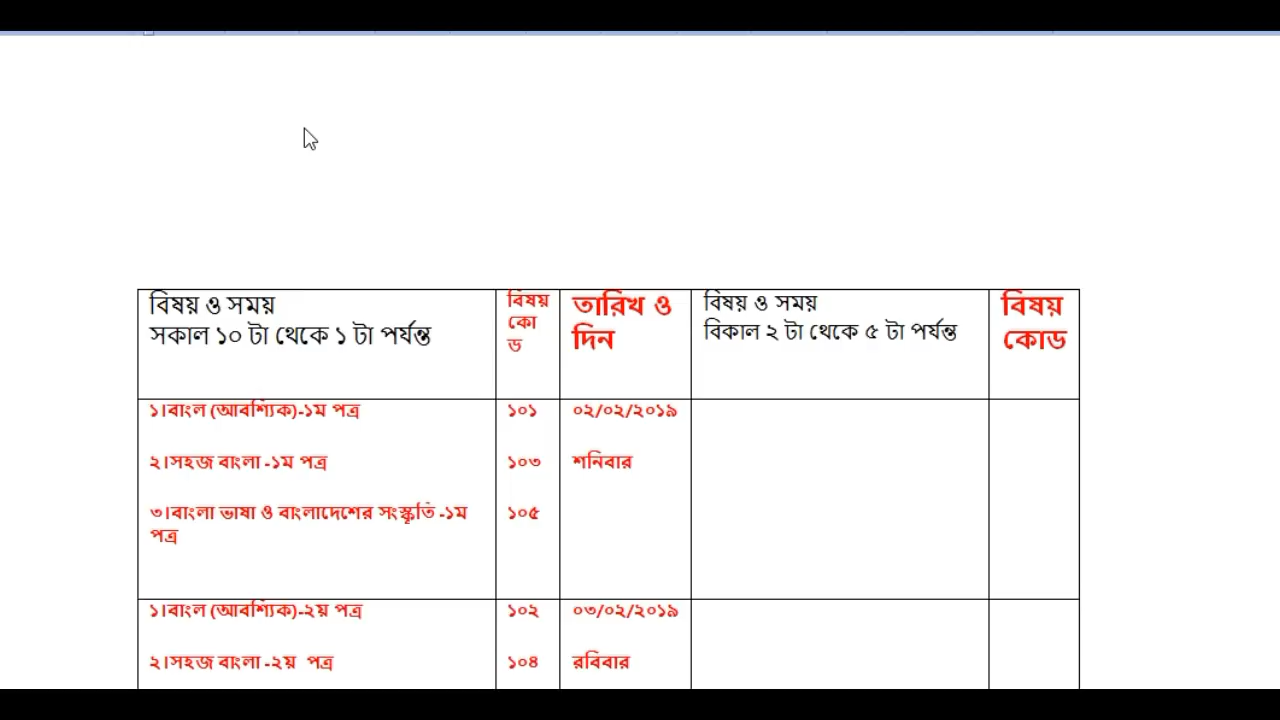 বিষয় ও সময়
সকাল ১০ টা থেকে ১ টা পর্যন্ত
বিষয়
কো
ড
তারিখ ও
দিন
বিষয় ও সময়
বিকাল ২ টা থেকে ৫ টা পর্যন্ত
বিষয়
কোড
১।বাংল (আবশ্যিক)-১ম পত্র
১০১
০২/০২/২০১৯
২।সহজ বাংলা -১ম পত্র
১০৩
শনিবার
৩।বাংলা ভাষা ও বাংলাদেশের সংস্কৃতি -১ম
পত্র
১০৫
১।বাংল (আবশ্যিক)-২য় পত্র
১০২
০৩/০২/২০১৯
২।সহজ বাংলা -২য়  পত্র
১০৪
রবিবার